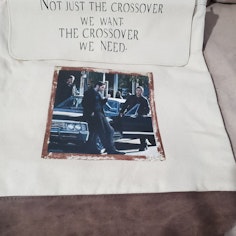 Not just the crossover
we want.
The crossover
we need.